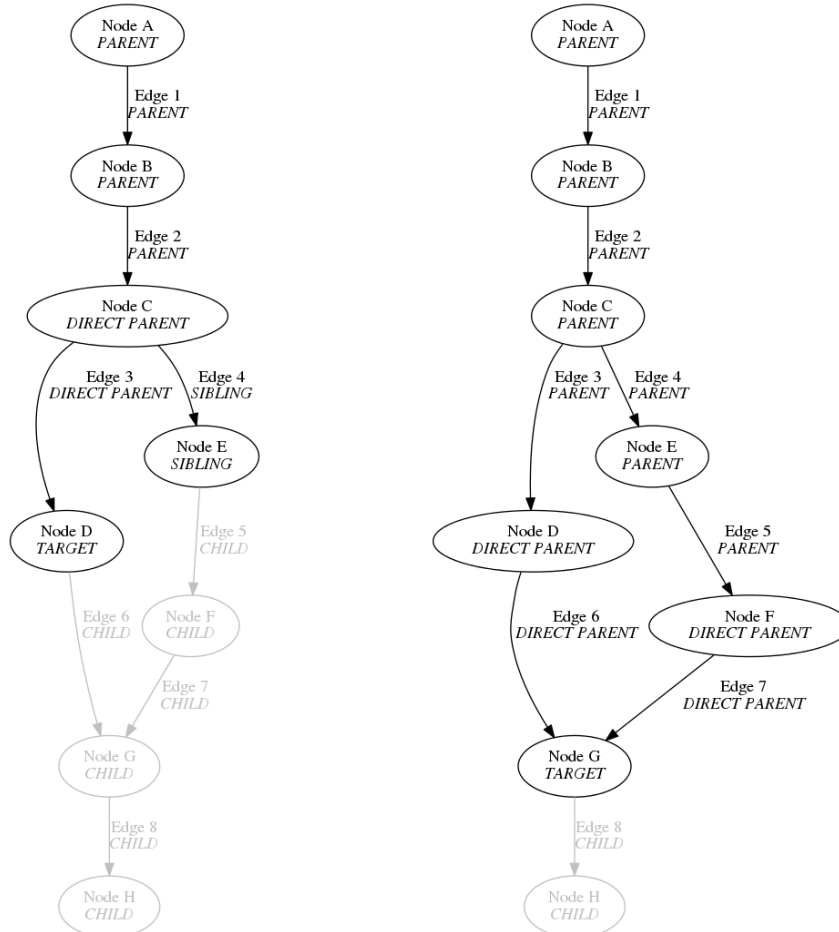 Node A
PARENT
Edge 1
PARENT
Node B
PARENT
Edge 2
PARENT
Node C
DIRECT PARENT
Edge 3
DIRECT PARENT
Edge 4
SIBLING
Node E
SIBLING
Node D
TARGET
Edge 5
CHILD
Edge 6
CHILD
Node F
CHILD
Edge 7
CHILD
Node G
CHILD
Edge 8
CHILD
Node H
CHILD
Node A
PARENT
Edge 1
PARENT
Node B
PARENT
Edge 2
PARENT
Node C
PARENT
Edge 3
PARENT
Edge 4
PARENT
Node E
PARENT
Node D
DIRECT PARENT
Edge 5
PARENT
Edge 6
DIRECT PARENT
Node F
DIRECT PARENT
Edge 7
DIRECT PARENT
Node G
TARGET
Edge 8
CHILD
Node H
CHILD